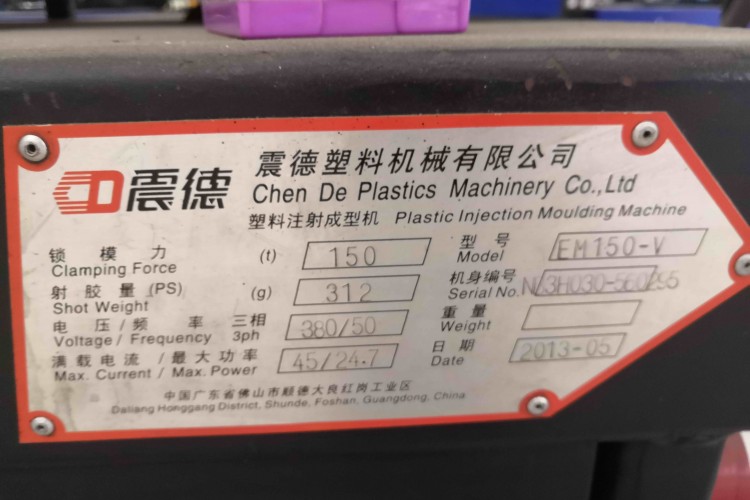 震德
震德塑料机械有限公司
Chen De Plastics Machinery Co.,Ltd
塑料注射成型机 Plastic Injection Moulding Machine
锁模力 (t) 150
Clamping Force
型号 EM150-V
Model
射胶量 (PS) (g) 312
Shot Weight
机身编号
Serial No. N/3H030-560/295
电压/频率 三相 380/50
Voltage / Frequency 3ph
重量
Weight
满载电流/最大功率 45/24.7
Max. Current / Max. Power
日期 2013-05
Date
中国广东省佛山市顺德大良红岗工业区
Daliang Honggang District, Shunde, Foshan, Guangdong, China